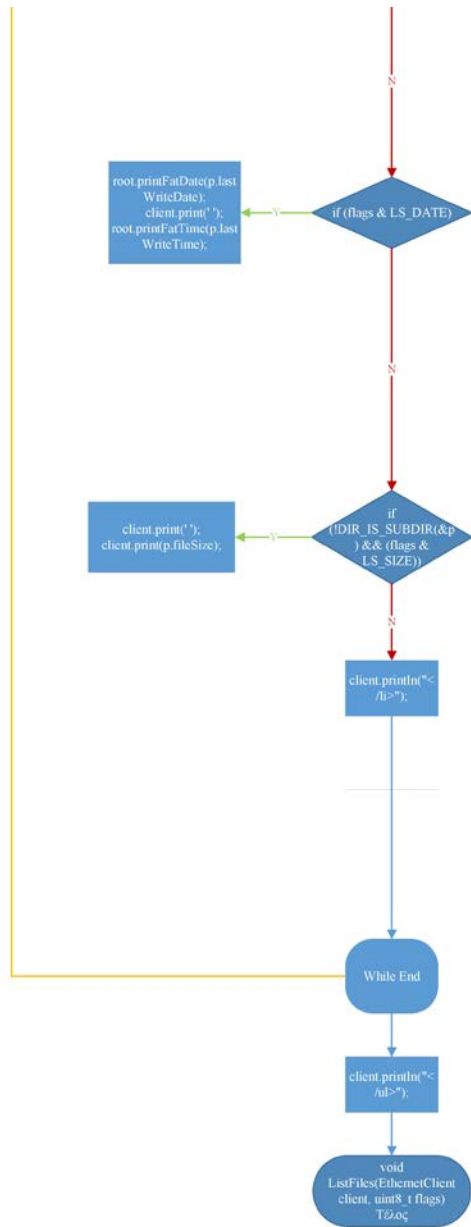 N
root.printFatDate(p.last
WriteDate);
client.print(' ');
root.printFatTime(p.last
WriteTime);
Y
if (flags & LS_DATE)
N
client.print(' ');
client.print(p.fileSize);
Y
if
(!DIR_IS_SUBDIR(&p
) && (flags &
LS_SIZE))
N
client.println("<
/li>");
While End
client.println("<
/ul>");
void
ListFiles(EthernetClient
client, uint8_t flags)
Τέλος